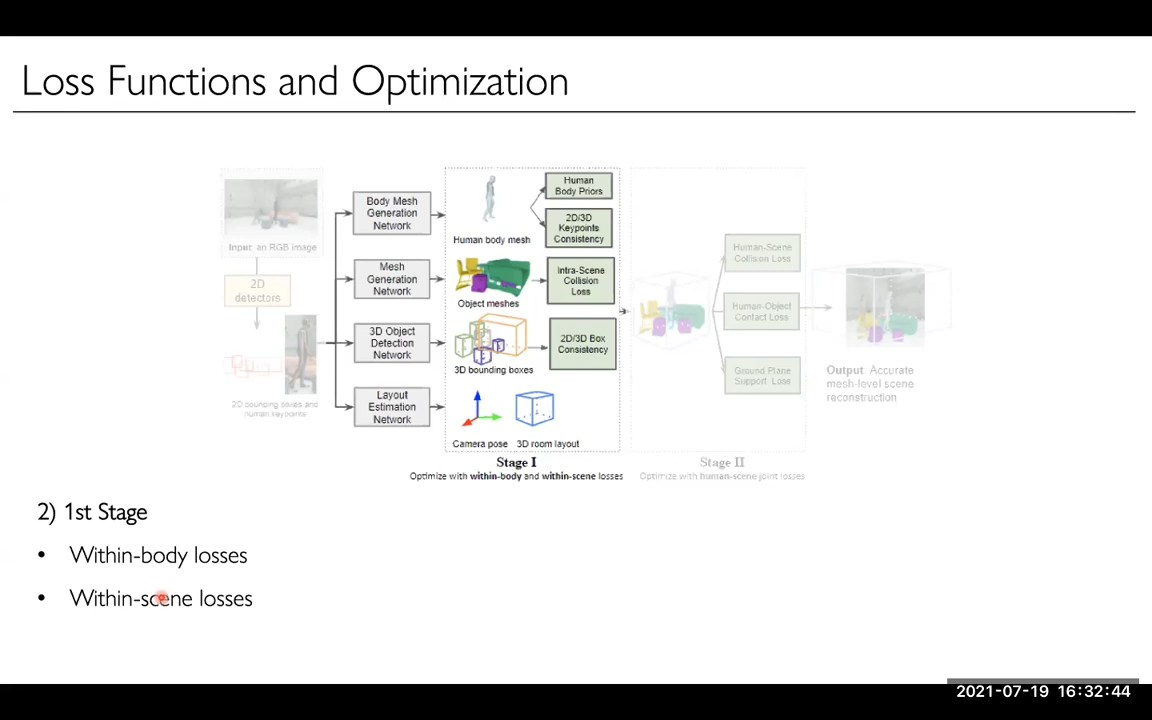 Loss Functions and Optimization
Input: an RGB image
2D
detectors
2D bounding boxes and
human keypoints
Body Mesh
Generation
Network
Mesh
Generation
Network
3D Object
Detection
Network
Layout
Estimation
Network
Human body mesh
Object meshes
3D bounding boxes
Camera pose 3D room layout
Human
Body Priors
2D/3D
Keypoints
Consistency
Intra-Scene
Collision
Loss
2D/3D Box
Consistency
Stage I
Optimize with within-body and within-scene losses
Human-Scene
Collision Loss
Human-Object
Contact Loss
Ground Plane
Support Loss
Stage II
Optimize with human-scene joint losses
Output: Accurate
mesh-level scene
reconstruction
2) 1st Stage
• Within-body losses
• Within-scene losses
2021-07-19 16:32:44